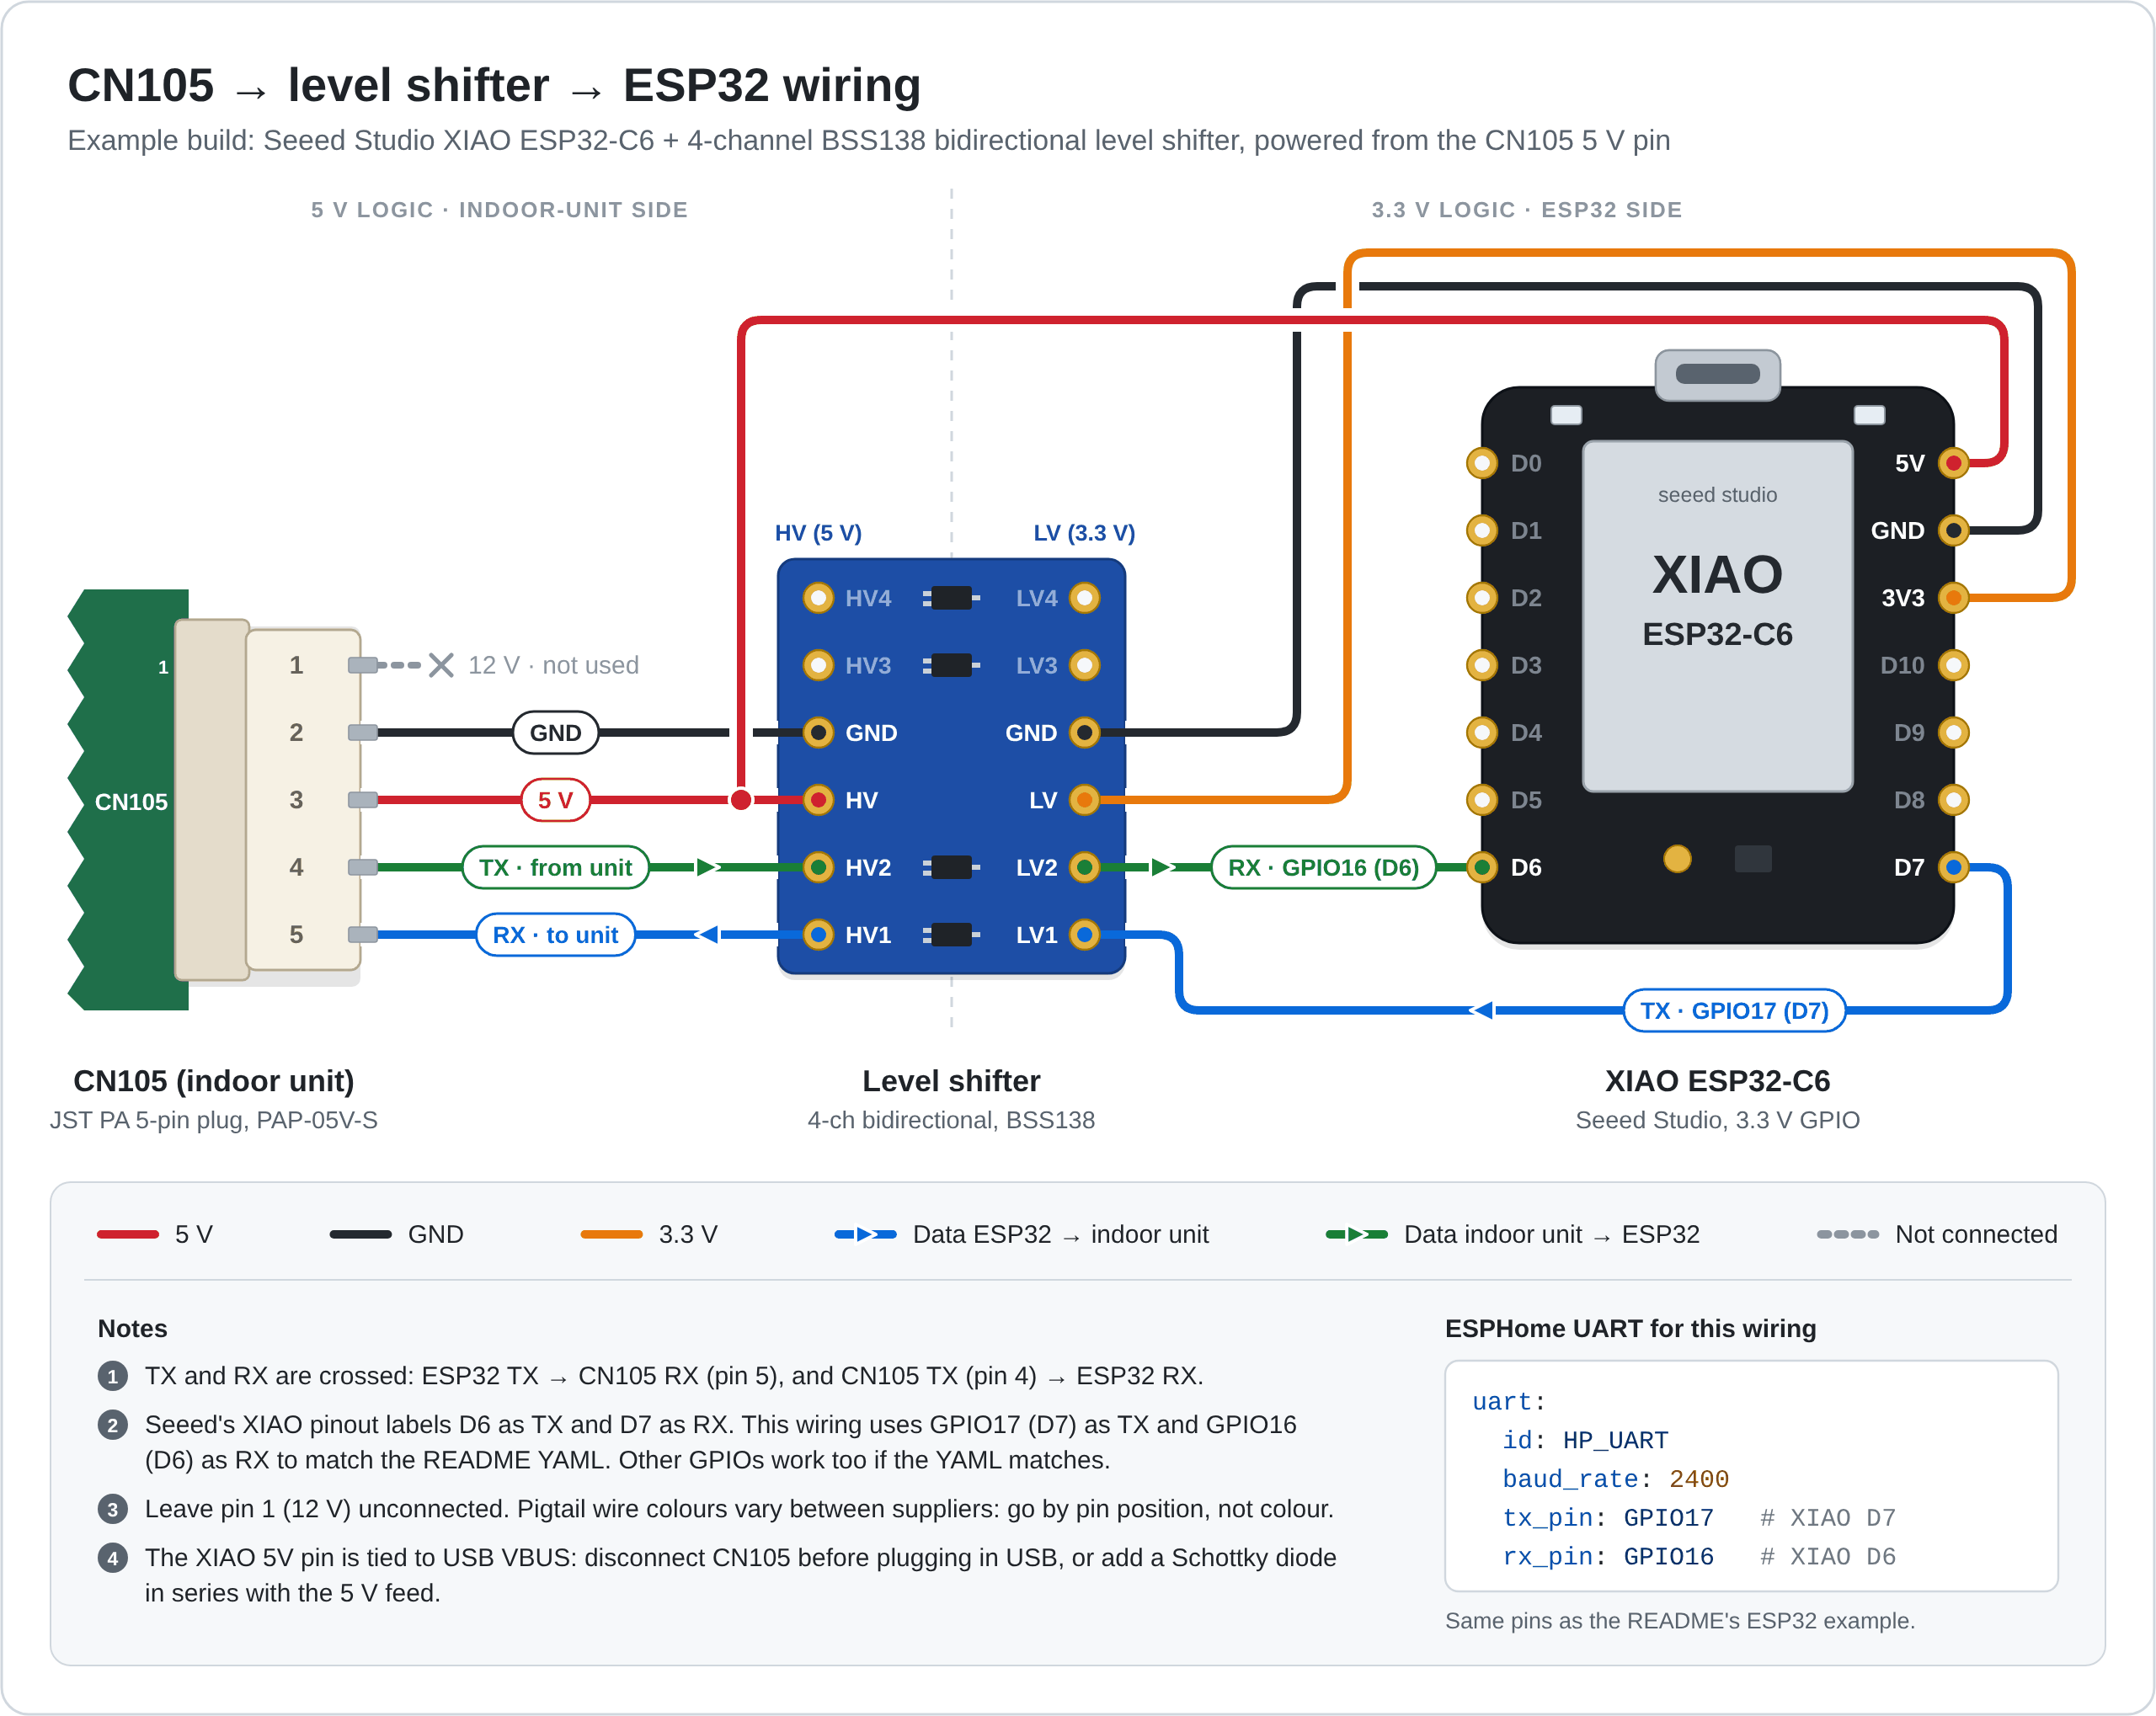 CN105 → level shifter → ESP32 wiring
Example build: Seeed Studio XIAO ESP32-C6 + 4-channel BSS138 bidirectional level shifter, powered from the CN105 5 V pin
5 V LOGIC · INDOOR-UNIT SIDE
3.3 V LOGIC · ESP32 SIDE
CN105
1
1
2
3
4
5
12 V · not used
GND
5 V
TX · from unit
RX · to unit
HV (5 V)
LV (3.3 V)
HV4
LV4
HV3
LV3
GND
GND
HV
LV
HV2
LV2
HV1
LV1
RX · GPIO16 (D6)
TX · GPIO17 (D7)
D0
D1
D2
D3
D4
D5
D6
seeed studio
XIAO
ESP32-C6
5V
GND
3V3
D10
D9
D8
D7
CN105 (indoor unit)
JST PA 5-pin plug, PAP-05V-S
Level shifter
4-ch bidirectional, BSS138
XIAO ESP32-C6
Seeed Studio, 3.3 V GPIO
5 V
GND
3.3 V
Data ESP32 → indoor unit
Data indoor unit → ESP32
Not connected
Notes
1 TX and RX are crossed: ESP32 TX → CN105 RX (pin 5), and CN105 TX (pin 4) → ESP32 RX.
2 Seeed's XIAO pinout labels D6 as TX and D7 as RX. This wiring uses GPIO17 (D7) as TX and GPIO16
(D6) as RX to match the README YAML. Other GPIOs work too if the YAML matches.
3 Leave pin 1 (12 V) unconnected. Pigtail wire colours vary between suppliers: go by pin position, not colour.
4 The XIAO 5V pin is tied to USB VBUS: disconnect CN105 before plugging in USB, or add a Schottky diode
in series with the 5 V feed.
ESPHome UART for this wiring
uart:
  id: HP_UART
  baud_rate: 2400
  tx_pin: GPIO17   # XIAO D7
  rx_pin: GPIO16   # XIAO D6
Same pins as the README's ESP32 example.